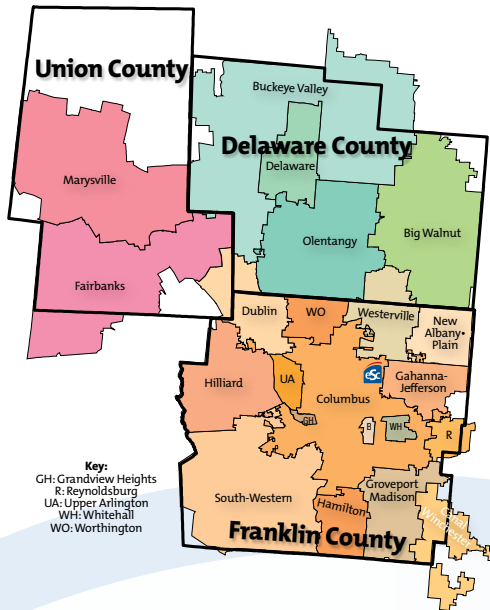 Union County
Buckeye Valley
Delaware County
Delaware
Marysville
Olentangy
Big Walnut
Fairbanks
Dublin
WO
Westerville
New
Albany•
Plain
Hilliard
UA
Columbus
esc
Gahanna-
Jefferson
GH
B
WH
R
Key:
GH: Grandview Heights
R: Reynoldsburg
UA: Upper Arlington
WH: Whitehall
WO: Worthington
South-Western
Hamilton
Groveport
Madison
Canal
Winchester
Franklin County